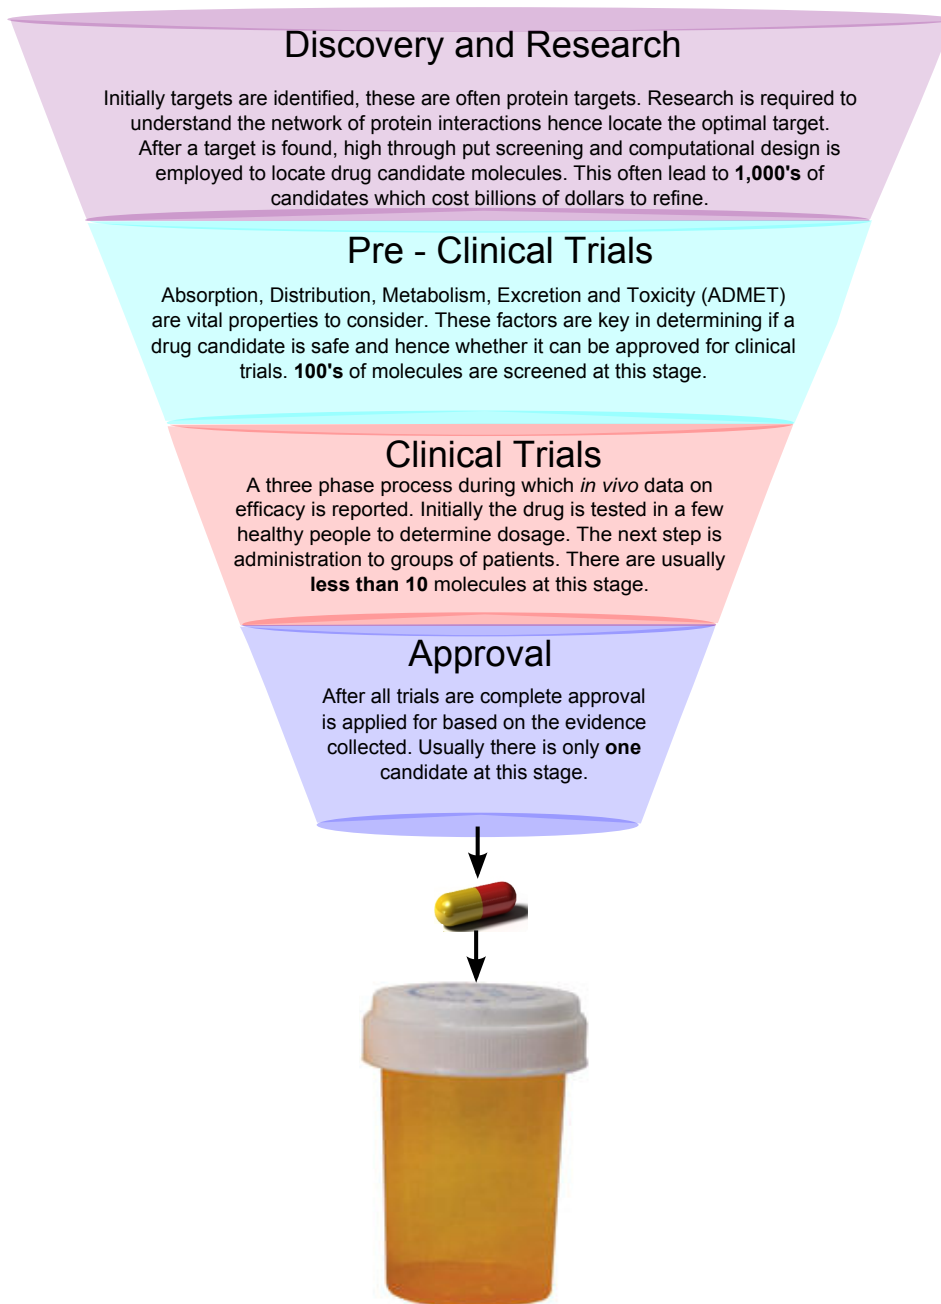 Discovery and Research
Initially targets are identified, these are often protein targets. Research is required to
understand the network of protein interactions hence locate the optimal target.
After a target is found, high through put screening and computational design is
employed to locate drug candidate molecules. This often lead to 1,000's of
candidates which cost billions of dollars to refine.
Pre - Clinical Trials
Absorption, Distribution, Metabolism, Excretion and Toxicity (ADMET)
are vital properties to consider. These factors are key in determining if a
drug candidate is safe and hence whether it can be approved for clinical
trials. 100's of molecules are screened at this stage.
Clinical Trials
A three phase process during which in vivo data on
efficacy is reported. Initially the drug is tested in a few
healthy people to determine dosage. The next step is
administration to groups of patients. There are usually
less than 10 molecules at this stage.
Approval
After all trials are complete approval
is applied for based on the evidence
collected. Usually there is only one
candidate at this stage.